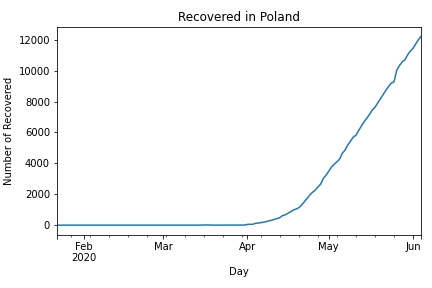 Recovered in Poland
12000
10000
8000
6000
4000
2000
0
Number of Recovered
Feb
2020
Mar
Apr
May
Jun
Day